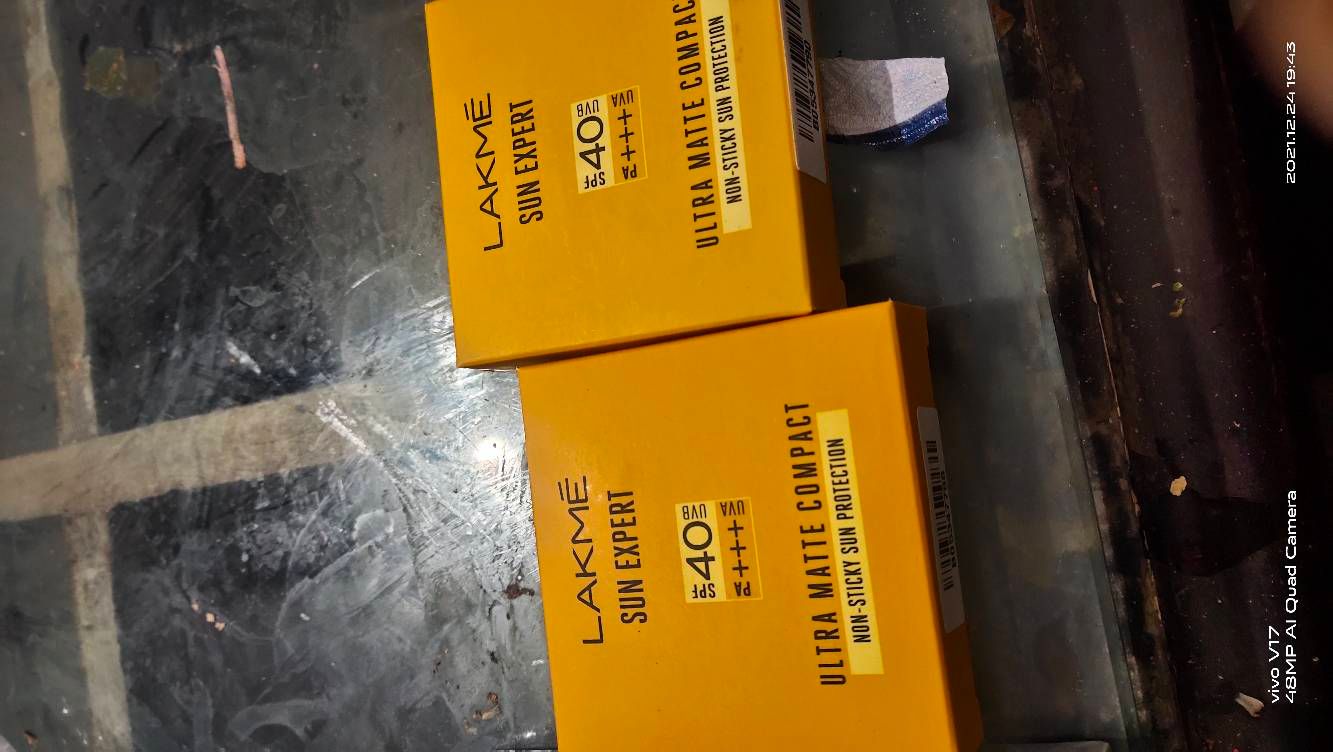 LAKMĒ
SUN EXPERT
SPF 40 UVB
PA+++ UVA
ULTRA MATTE COMPAC
NON-STICKY SUN PROTECTION
LAKMĒ
SUN EXPERT
SPF 40 UVB
PA+++ UVA
ULTRA MATTE COMPACT
NON-STICKY SUN PROTECTION
vivo V17
48MP AI Quad Camera
2021.12.24 19:43